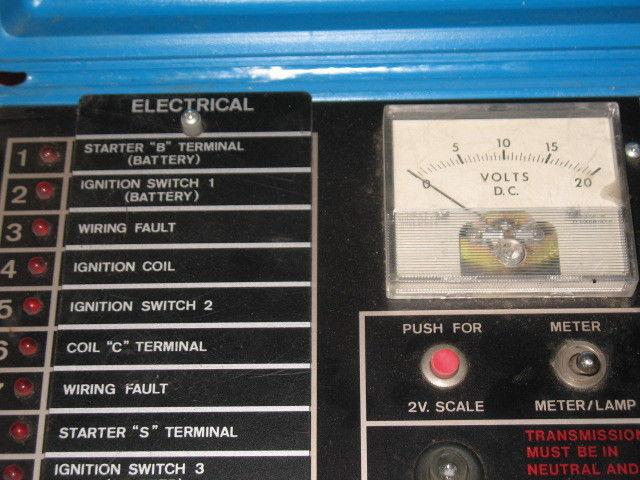 ELECTRICAL
1 STARTER "B" TERMINAL
(BATTERY)
2 IGNITION SWITCH 1
(BATTERY)
3 WIRING FAULT
4 IGNITION COIL
5 IGNITION SWITCH 2
6 COIL "C" TERMINAL
7 WIRING FAULT
STARTER "S" TERMINAL
IGNITION SWITCH 3
0 5 10 15 20
VOLTS
D.C.
PUSH FOR
2V. SCALE
METER
METER/LAMP
TRANSMISSION
MUST BE IN
NEUTRAL AND